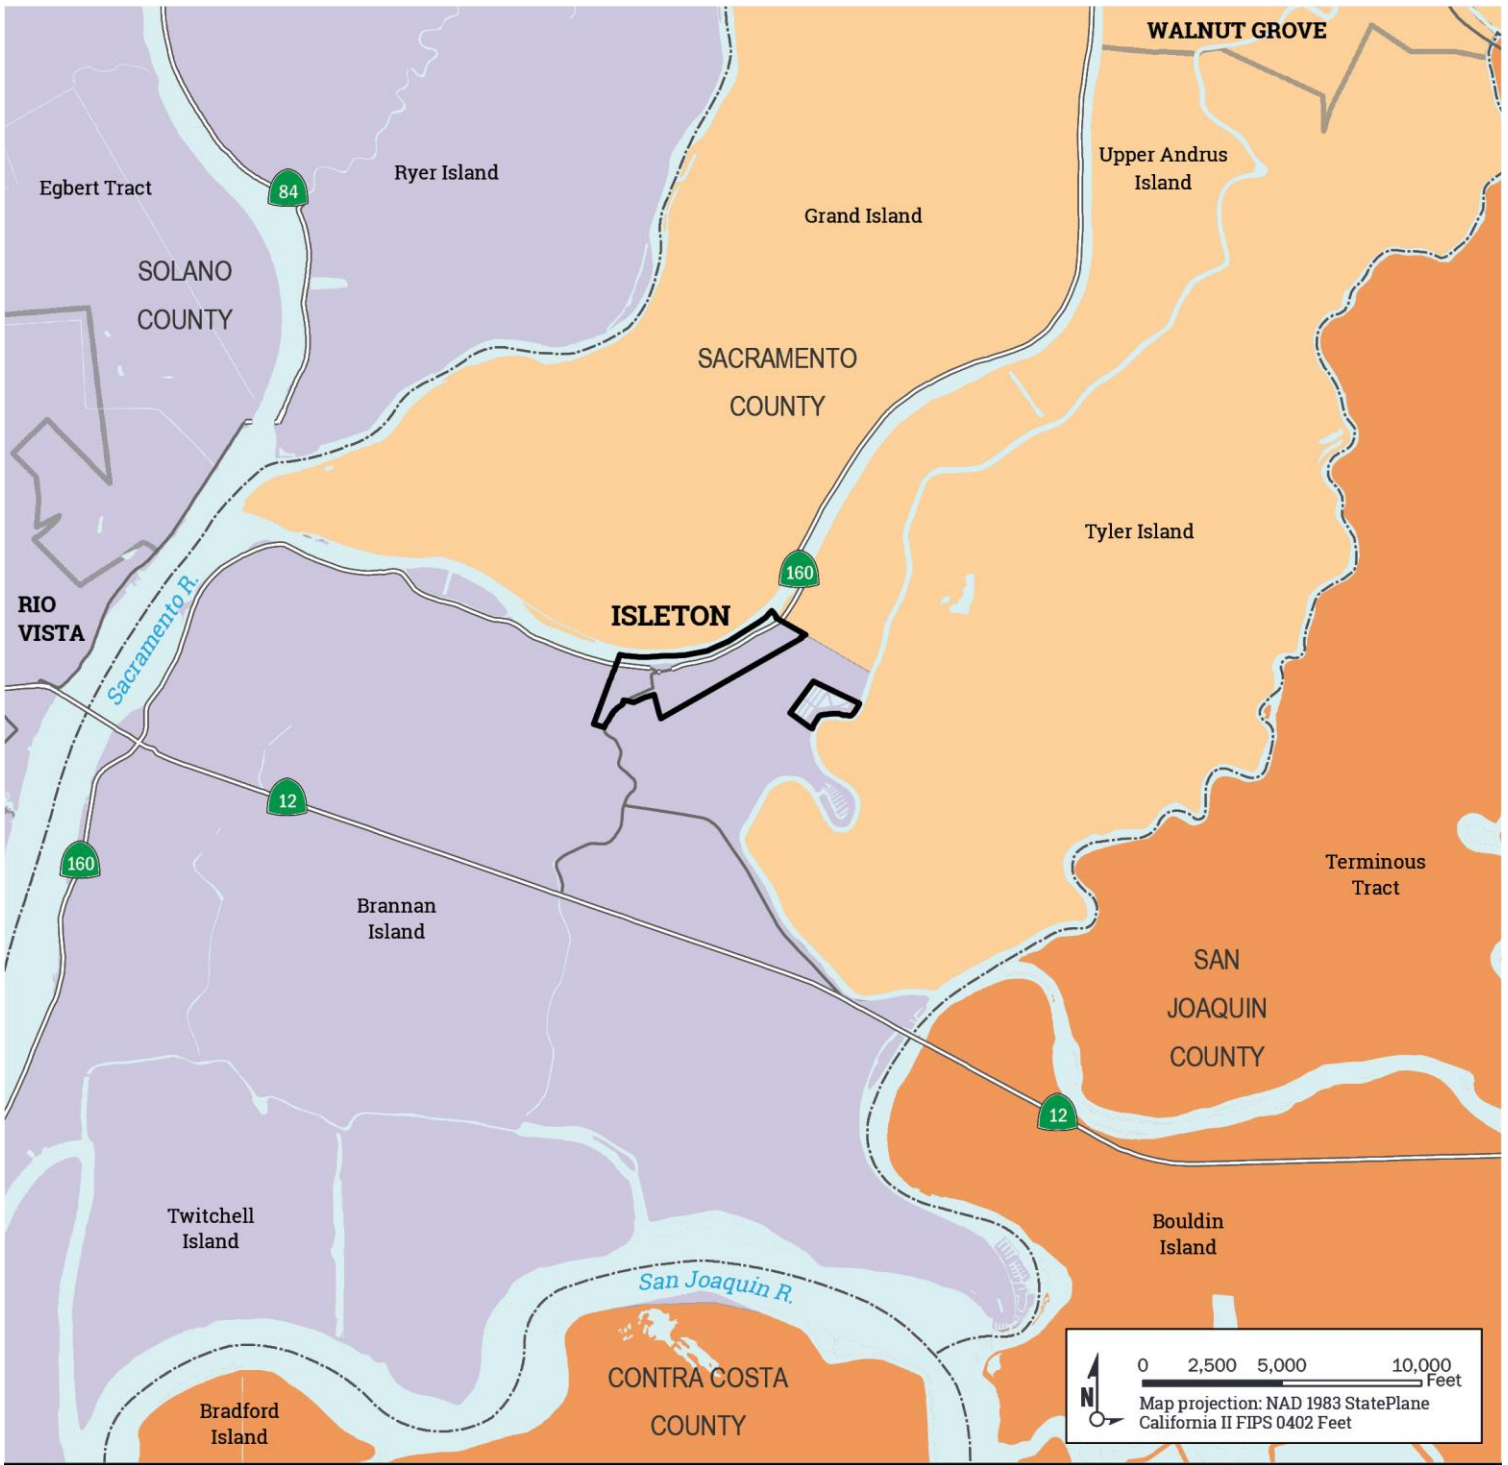 WALNUT GROVE
Upper Andrus
Island
Ryer Island
Egbert Tract
84
Grand Island
SOLANO
COUNTY
SACRAMENTO
COUNTY
Tyler Island
160
RIO
VISTA
Sacramento R.
ISLETON
12
160
Brannan
Island
Terminous
Tract
SAN
JOAQUIN
COUNTY
12
Twitchell
Island
Bouldin
Island
San Joaquin R.
CONTRA COSTA
COUNTY
Bradford
Island
N
0 2,500 5,000 10,000
Feet
Map projection: NAD 1983 StatePlane
California II FIPS 0402 Feet